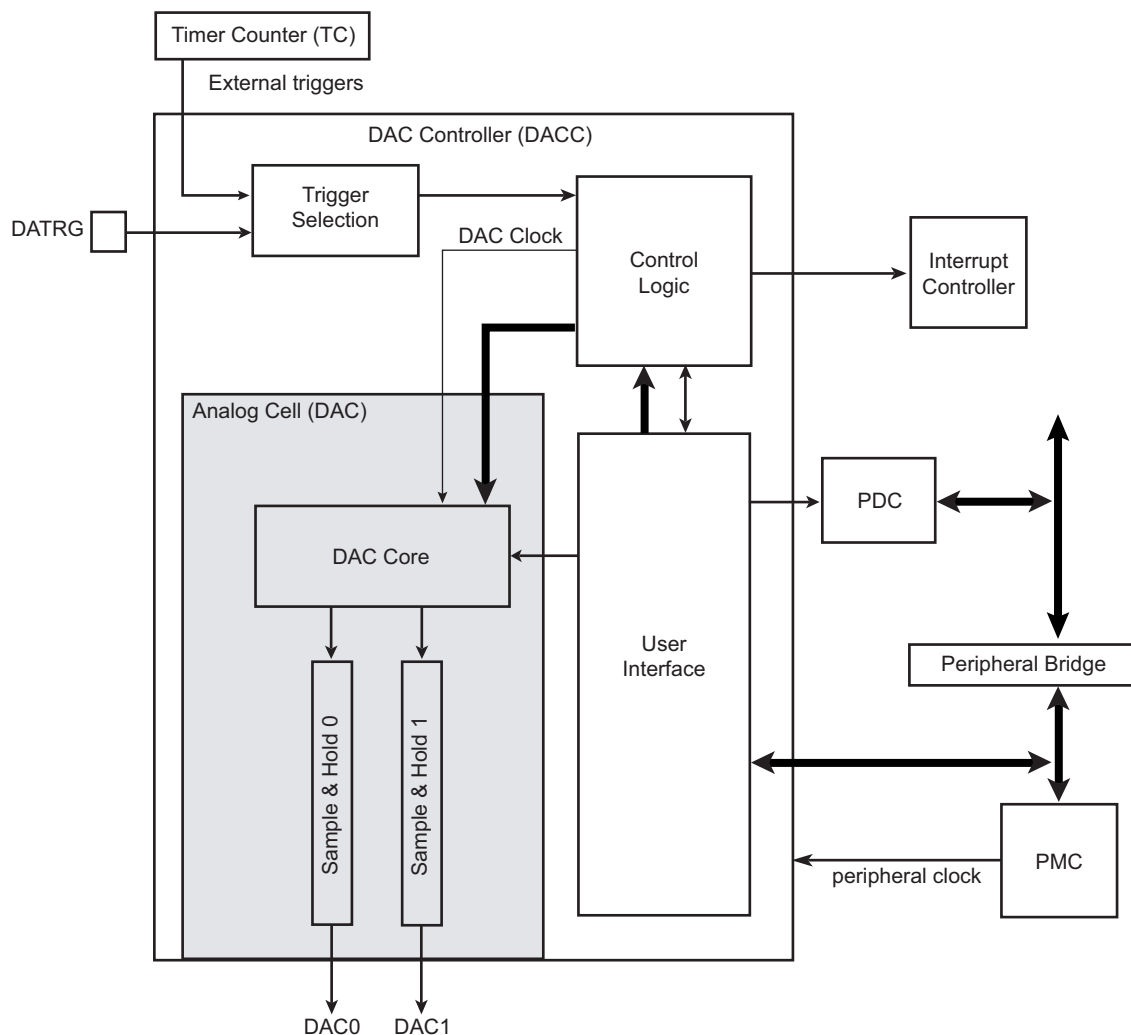 Timer Counter (TC)
External triggers
DAC Controller (DACC)
Trigger
Selection
DATRG
DAC Clock
Control
Logic
Interrupt
Controller
Analog Cell (DAC)
PDC
DAC Core
User
Interface
Peripheral Bridge
Sample & Hold 0
Sample & Hold 1
PMC
peripheral clock
DAC0
DAC1